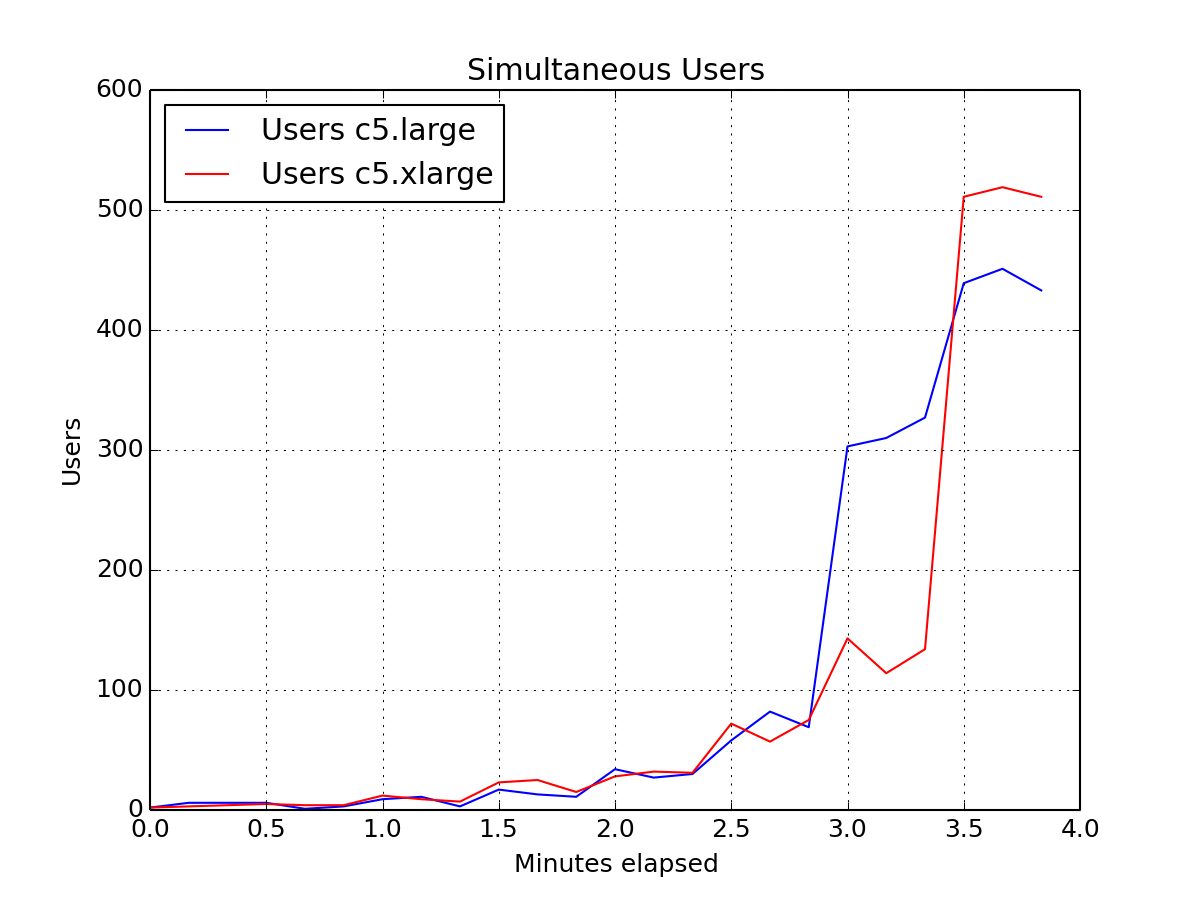 Simultaneous Users
600
Users c5.large
Users c5.xlarge
500
400
300
200
100
0
Users
0.0 0.5 1.0 1.5 2.0 2.5 3.0 3.5 4.0
Minutes elapsed